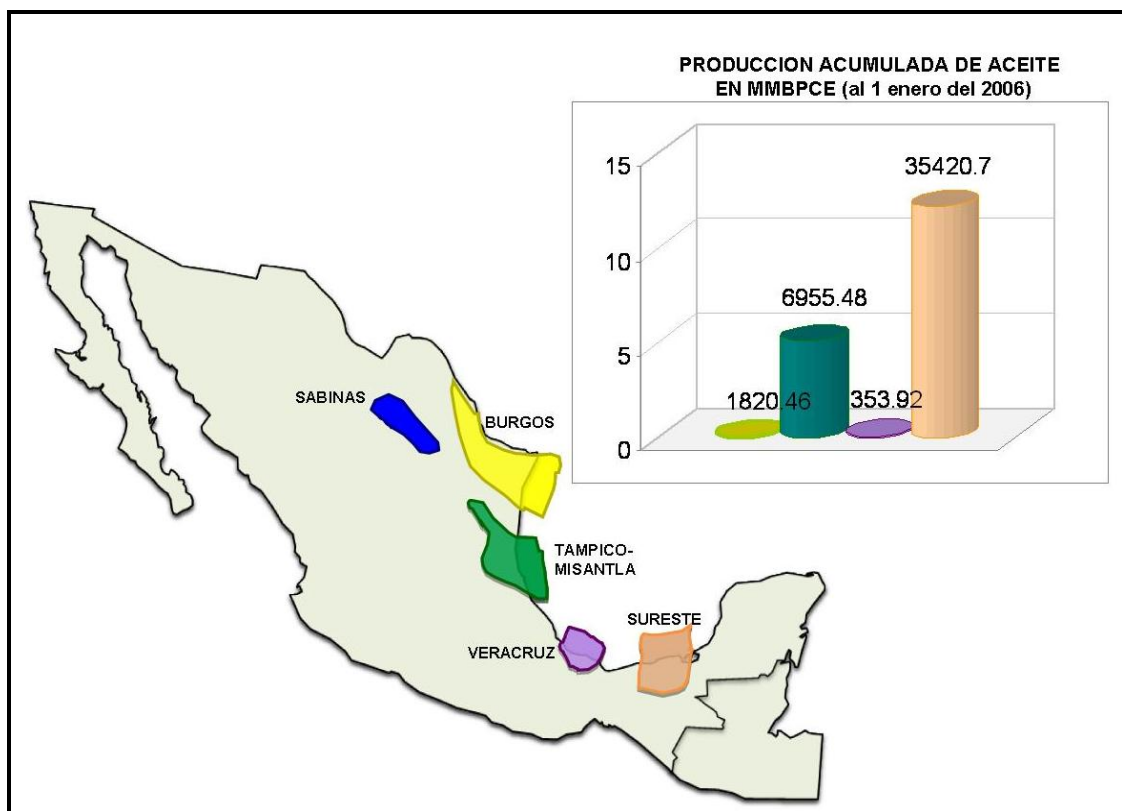 PRODUCCION ACUMULADA DE ACEITE
EN MMBPCE (al 1 enero del 2006)
15
10
5
0
35420.7
6955.48
1820.46
353.92
SABINAS
BURGOS
TAMPICO-
MISANTLA
SURESTE
VERACRUZ